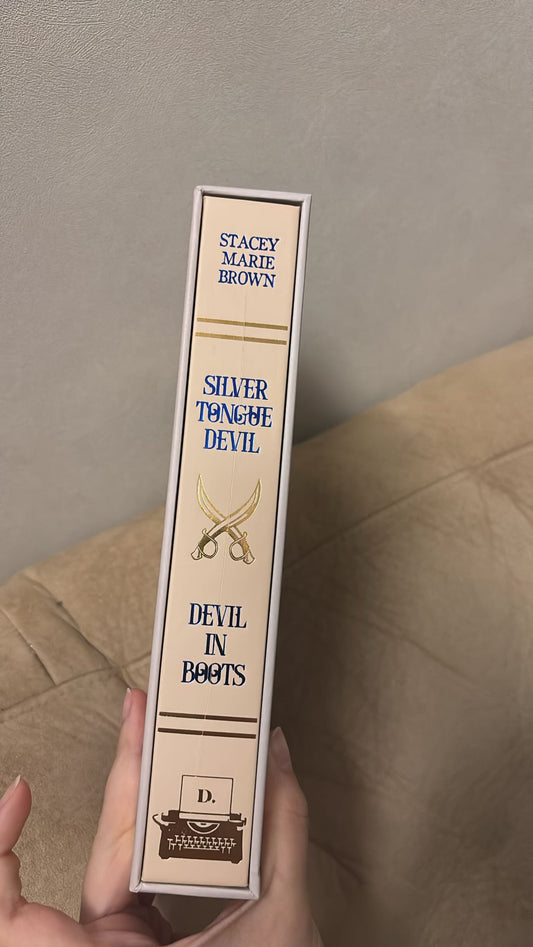 STACEY
MARIE
BROWN
SILVER
TONGUE
DEVIL
DEVIL
IN
BOOTS
D.